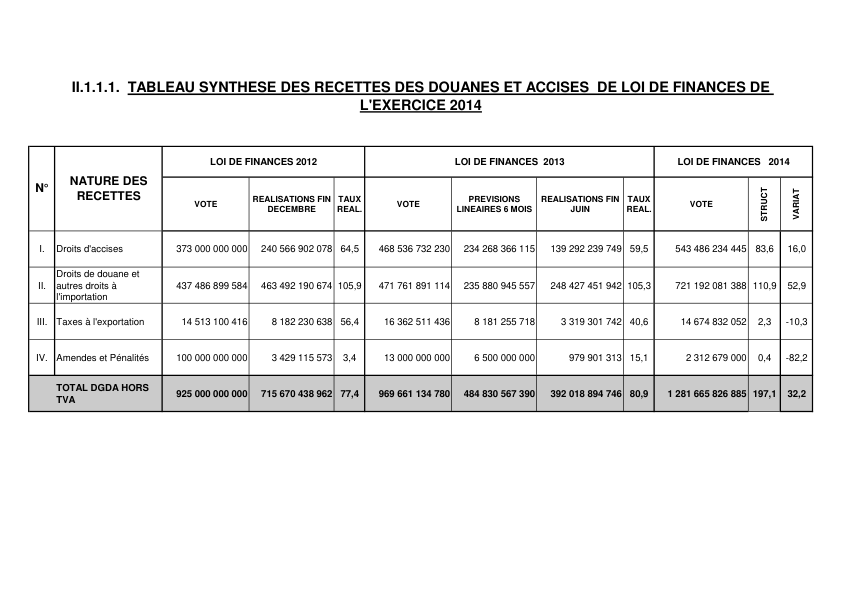 II.1.1.1. TABLEAU SYNTHESE DES RECETTES DES DOUANES ET ACCISES DE LOI DE FINANCES DE
L'EXERCICE 2014
N° NATURE DES RECETTES LOI DE FINANCES 2012 LOI DE FINANCES 2013 LOI DE FINANCES 2014
VOTE REALISATIONS FIN DECEMBRE TAUX REAL. VOTE PREVISIONS LINEAIRES 6 MOIS REALISATIONS FIN JUIN TAUX REAL. VOTE STRUCT VARIAT
I. Droits d'accises 373 000 000 000 240 566 902 078 64,5 468 536 732 230 234 268 366 115 139 292 239 749 59,5 543 486 234 445 83,6 16,0
II. Droits de douane et autres droits à l'importation 437 486 899 584 463 492 190 674 105,9 471 761 891 114 235 880 945 557 248 427 451 942 105,3 721 192 081 388 110,9 52,9
III. Taxes à l'exportation 14 513 100 416 8 182 230 638 56,4 16 362 511 436 8 181 255 718 3 319 301 742 40,6 14 674 832 052 2,3 -10,3
IV. Amendes et Pénalités 100 000 000 000 3 429 115 573 3,4 13 000 000 000 6 500 000 000 979 901 313 15,1 2 312 679 000 0,4 -82,2
TOTAL DGDA HORS TVA 925 000 000 000 715 670 438 962 77,4 969 661 134 780 484 830 567 390 392 018 894 746 80,9 1 281 665 826 885 197,1 32,2